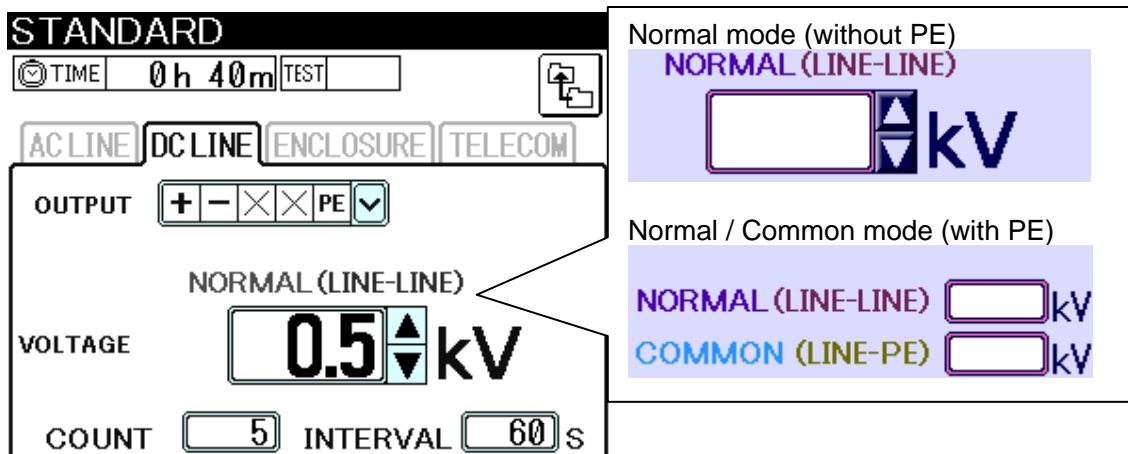 STANDARD
TIME 0h 40m TEST
AC LINE DC LINE ENCLOSURE TELECOM
OUTPUT + − × × PE
NORMAL (LINE-LINE)
VOLTAGE 0.5 kV
COUNT 5 INTERVAL 60 S
Normal mode (without PE)
NORMAL (LINE-LINE)
kV
Normal / Common mode (with PE)
NORMAL (LINE-LINE) kV
COMMON (LINE-PE) kV